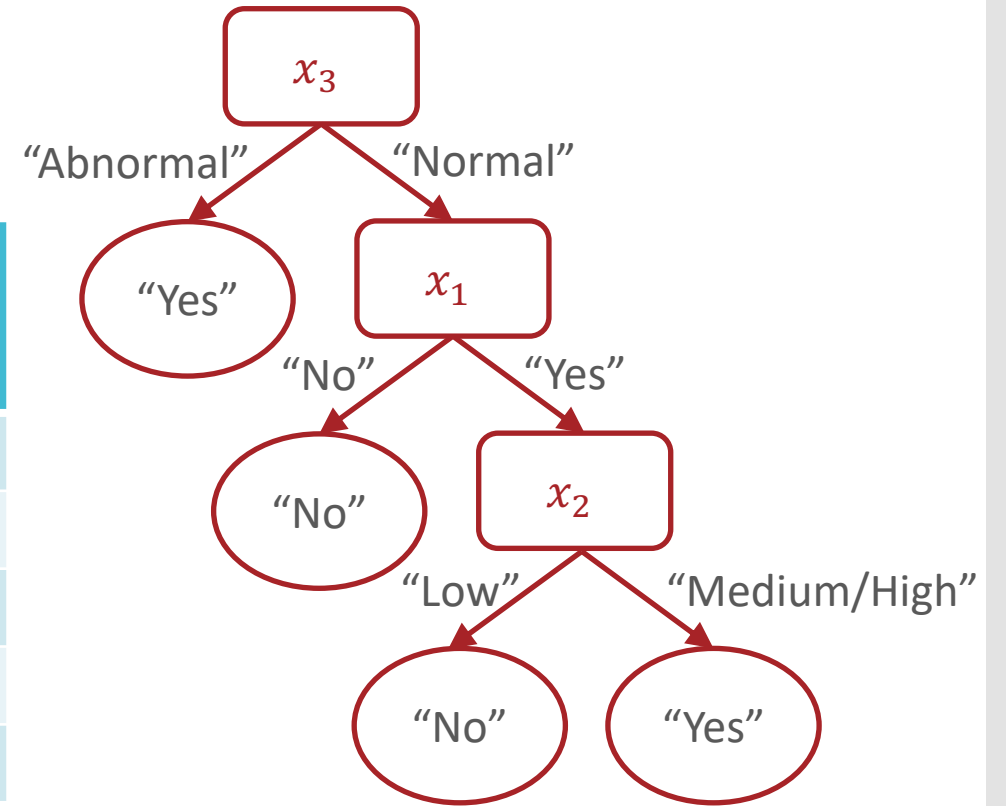 x₃
“Abnormal” “Normal”
“Yes” x₁
“No” “Yes”
“No” x₂
“Low” “Medium/High”
“No” “Yes”